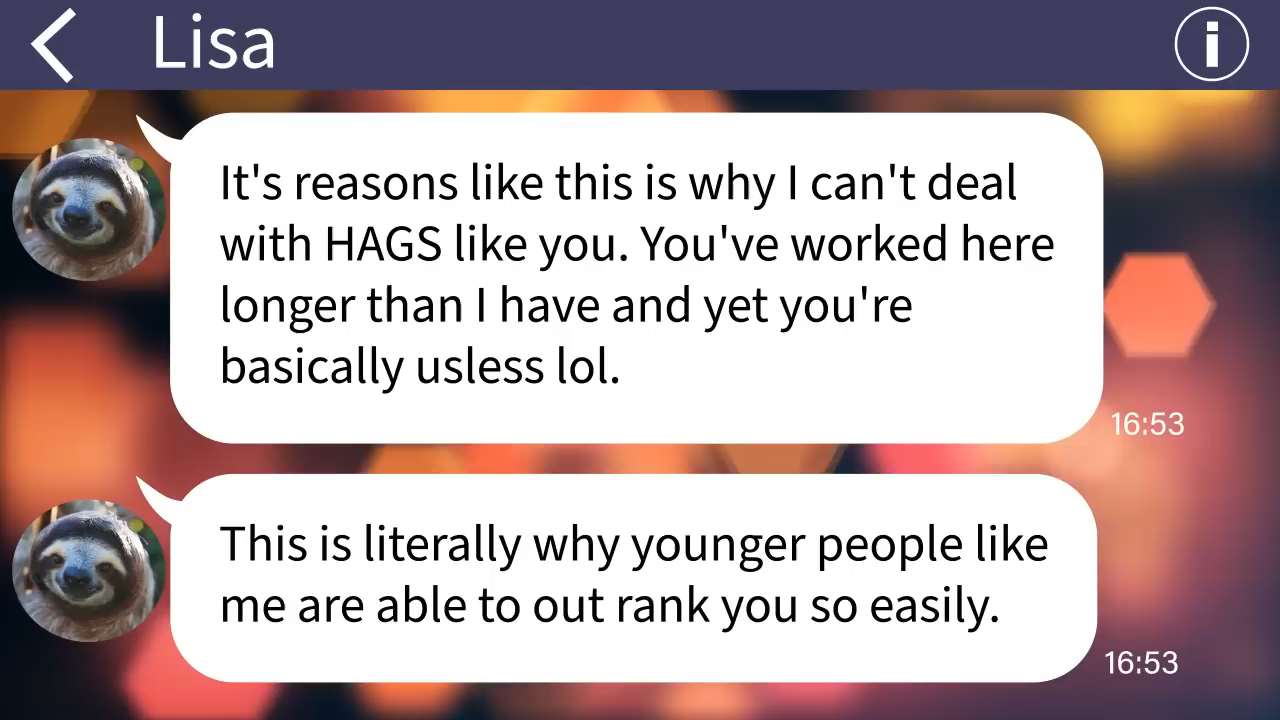 Lisa
It's reasons like this is why I can't deal
with HAGS like you. You've worked here
longer than I have and yet you're
basically usless lol.
16:53
This is literally why younger people like
me are able to out rank you so easily.
16:53